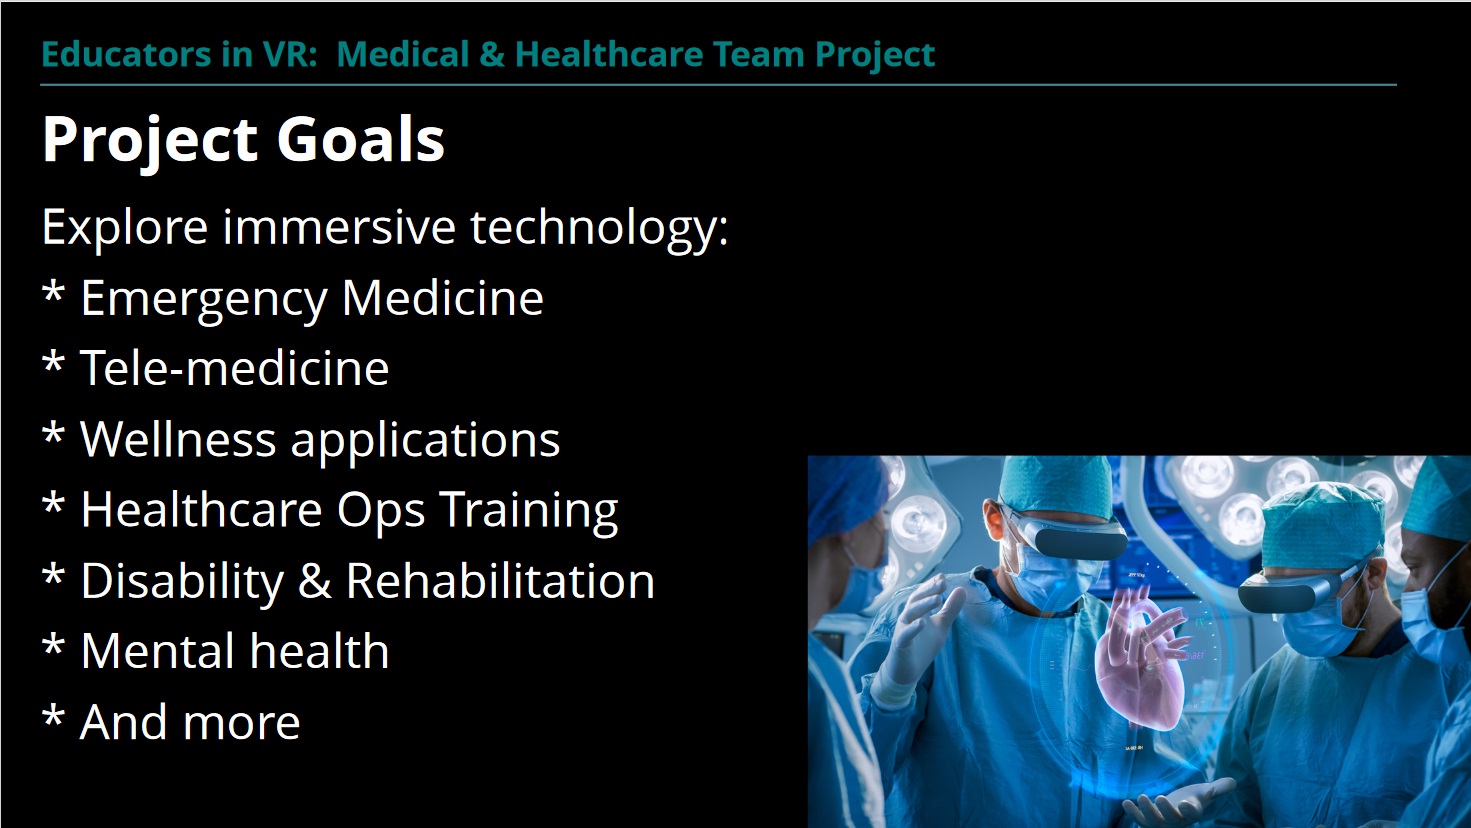 Educators in VR:  Medical & Healthcare Team Project
Project Goals
Explore immersive technology:
* Emergency Medicine
* Tele-medicine
* Wellness applications
* Healthcare Ops Training
* Disability & Rehabilitation
* Mental health
* And more